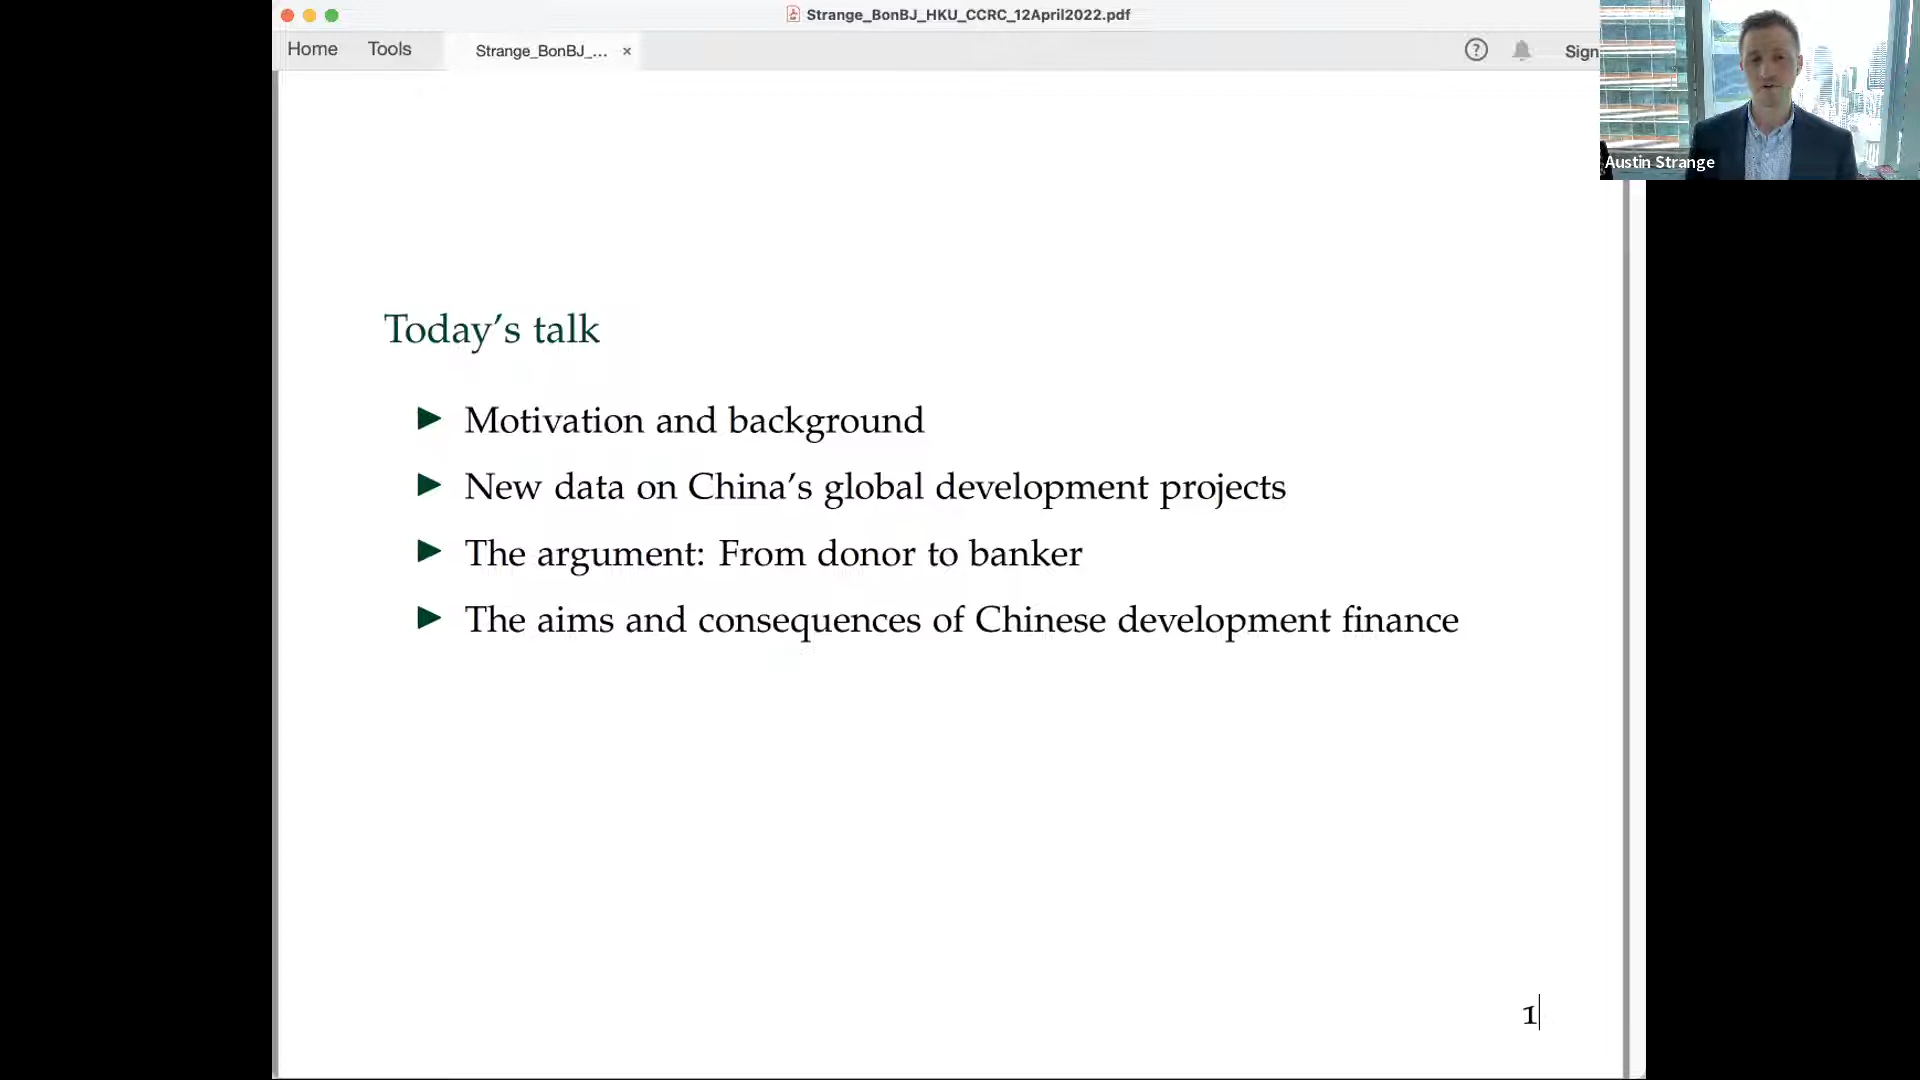 Strange_BonBJ_HKU_CCRC_12April2022.pdf
Home Tools Strange_BonBJ_... × ? Sign
Austin Strange
Today's talk
Motivation and background
New data on China's global development projects
The argument: From donor to banker
The aims and consequences of Chinese development finance
1